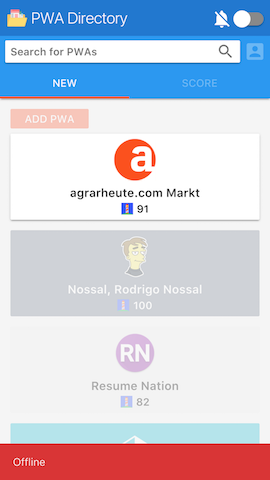 PWA Directory
Search for PWAs
NEW
SCORE
ADD PWA
a
agrarheute.com Markt
91
Nossal, Rodrigo Nossal
100
RN
Resume Nation
82
Offline